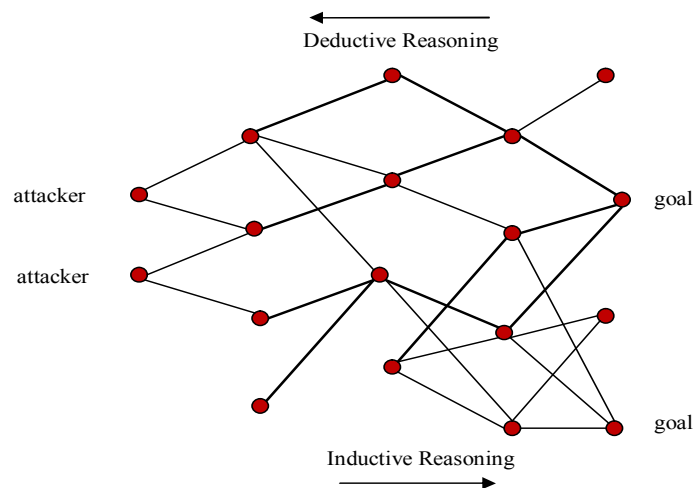 Deductive Reasoning
attacker
goal
attacker
goal
Inductive Reasoning